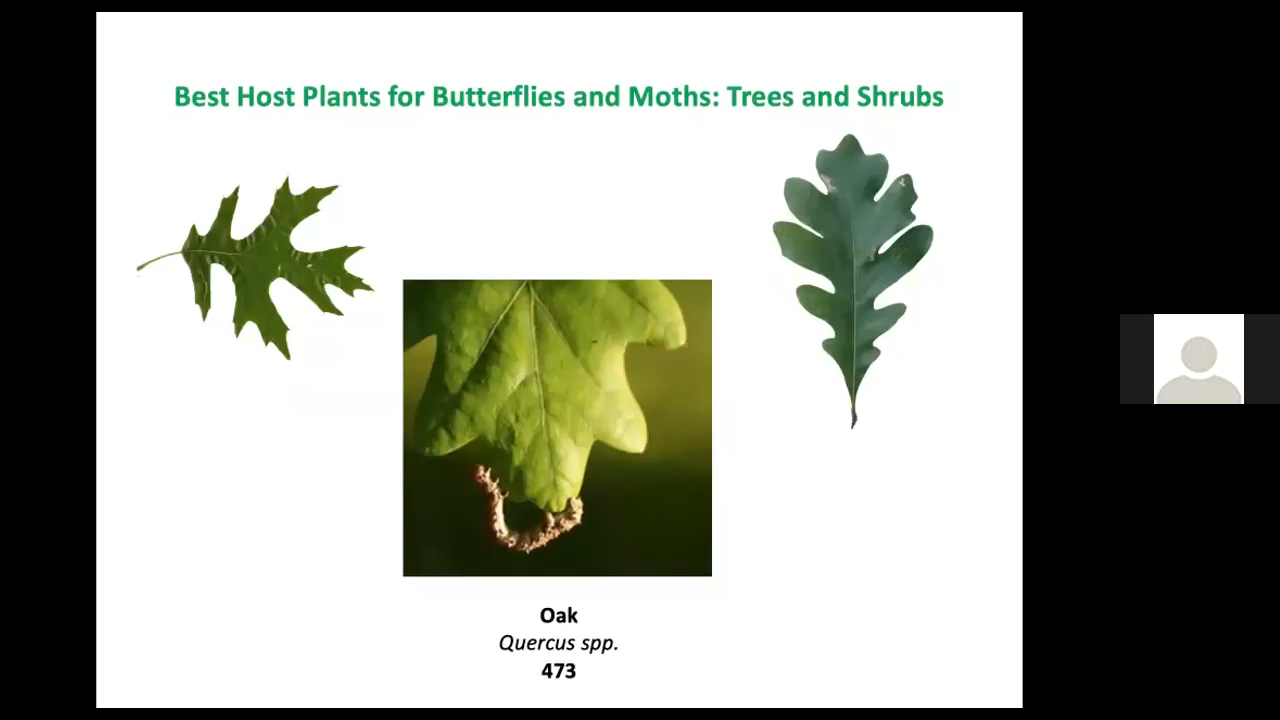 Best Host Plants for Butterflies and Moths: Trees and Shrubs
Oak
Quercus spp.
473